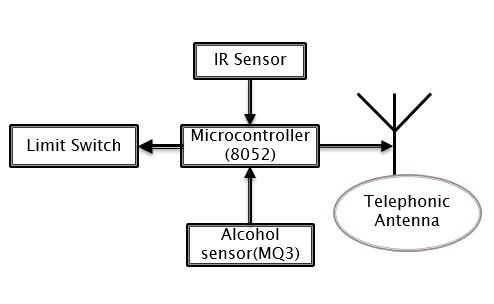 IR Sensor
Limit Switch
Microcontroller
(8052)
Telephonic
Antenna
Alcohol
sensor(MQ3)